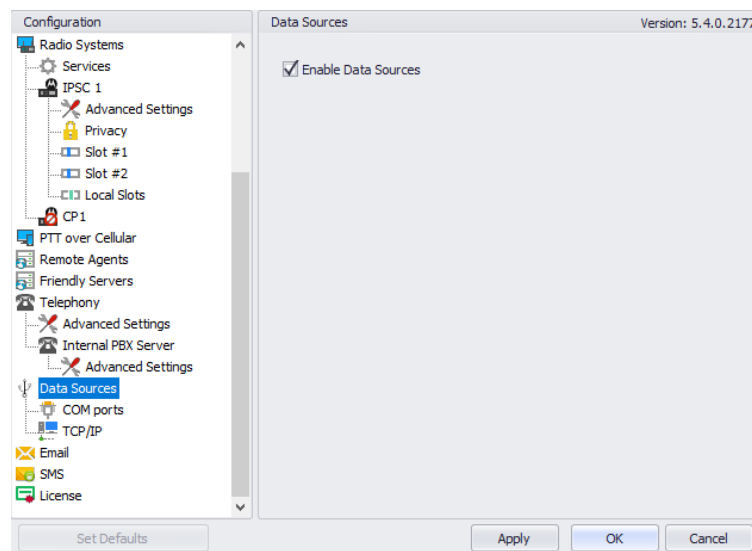 Configuration
Data Sources
Version: 5.4.0.2177
Radio Systems
Services
IPSC 1
Advanced Settings
Privacy
Slot #1
Slot #2
Local Slots
CP1
PTT over Cellular
Remote Agents
Friendly Servers
Telephony
Advanced Settings
Internal PBX Server
Advanced Settings
Data Sources
COM ports
TCP/IP
Email
SMS
License
Enable Data Sources
Set Defaults
Apply
OK
Cancel